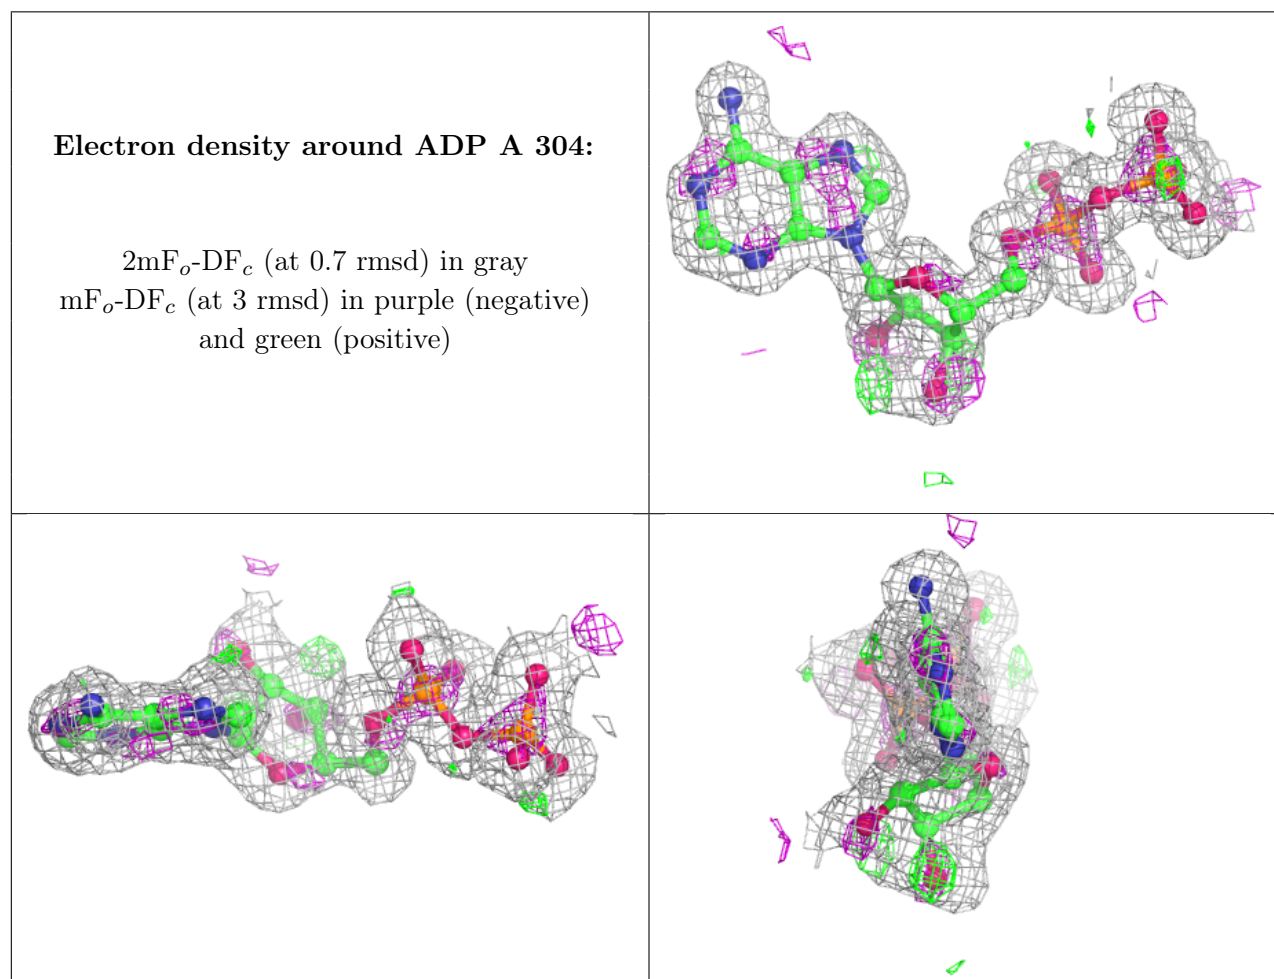 Electron density around ADP A 304:
2mFo-DFc (at 0.7 rmsd) in gray
mFo-DFc (at 3 rmsd) in purple (negative)
and green (positive)